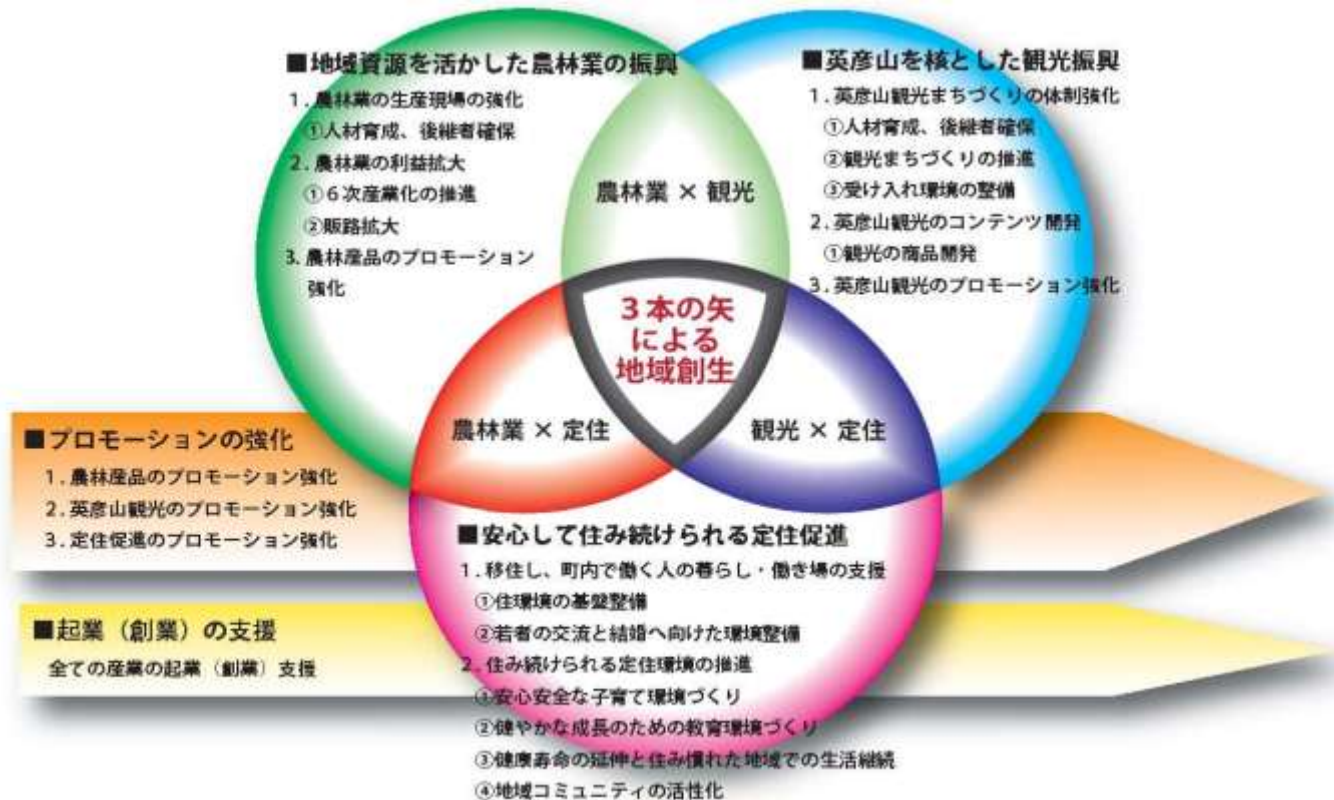 ■地域資源を活かした農林業の振興
1. 農林業の生産現場の強化
①人材育成、後継者確保
2. 農林業の利益拡大
①6次産業化の推進
②販路拡大
3. 農林産品のプロモーション
強化
■英彦山を核とした観光振興
1. 英彦山観光まちづくりの体制強化
①人材育成、後継者確保
②観光まちづくりの推進
③受け入れ環境の整備
2. 英彦山観光のコンテンツ開発
①観光の商品開発
3. 英彦山観光のプロモーション強化
農林業 × 観光
3本の矢
による
地域創生
農林業 × 定住
観光 × 定住
■プロモーションの強化
1. 農林産品のプロモーション強化
2. 英彦山観光のプロモーション強化
3. 定住促進のプロモーション強化
■安心して住み続けられる定住促進
1. 移住し、町内で働く人の暮らし・働き場の支援
①住環境の基盤整備
②若者の交流と結婚へ向けた環境整備
2. 住み続けられる定住環境の推進
①安心安全な子育て環境づくり
②健やかな成長のための教育環境づくり
③健康寿命の延伸と住み慣れた地域での生活継続
④地域コミュニティの活性化
■起業（創業）の支援
全ての産業の起業（創業）支援